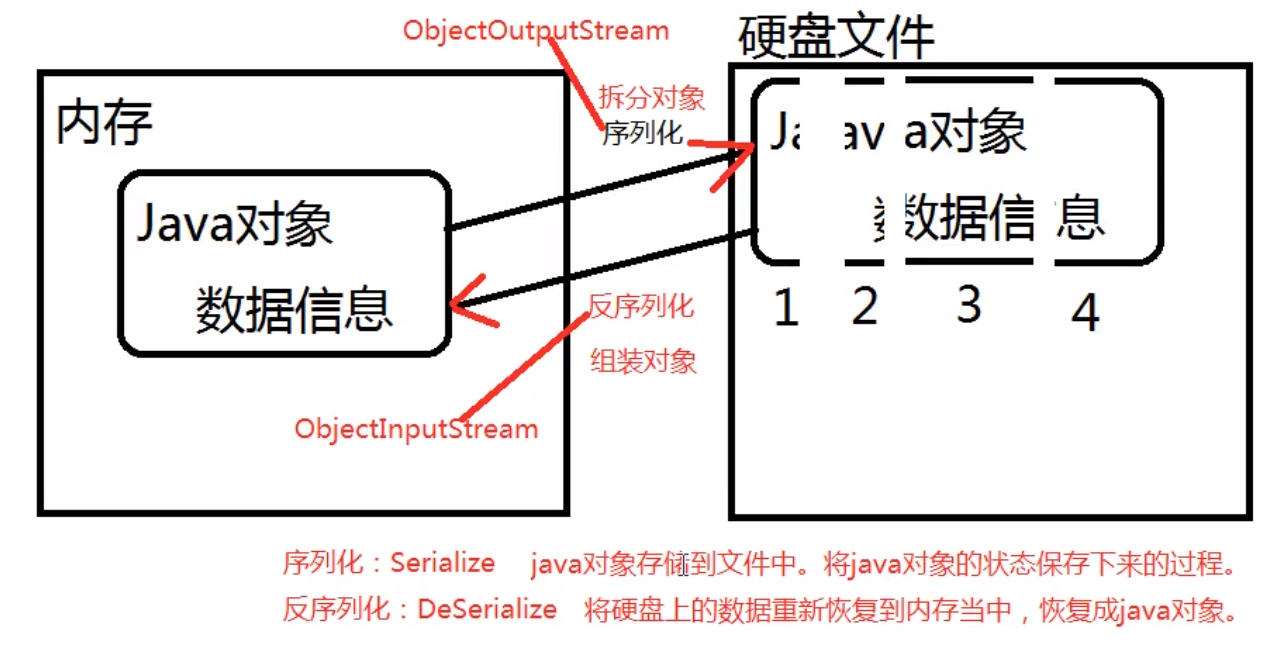 ObjectOutputStream
硬盘文件
内存
拆分对象
序列化
Java对象
数据信息
Ja av a对象
数 数据信 息
1 2 3 4
反序列化
组装对象
ObjectInputStream
序列化：Serialize java对象存储到文件中。将java对象的状态保存下来的过程。
反序列化：DeSerialize 将硬盘上的数据重新恢复到内存当中，恢复成java对象。